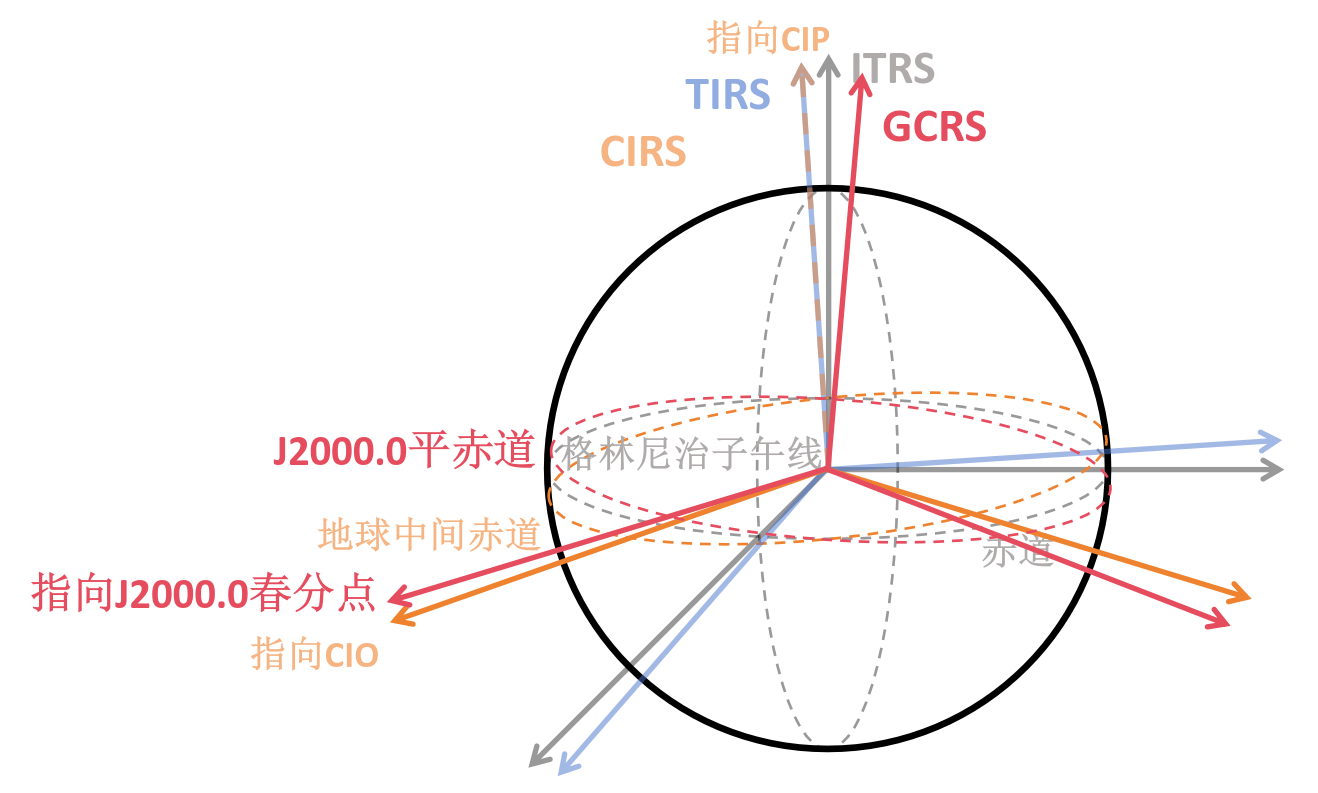 指向CIP
ITRS
TIRS
GCRS
CIRS
J2000.0平赤道
格林尼治子午线
地球中间赤道
赤道
指向J2000.0春分点
指向CIO